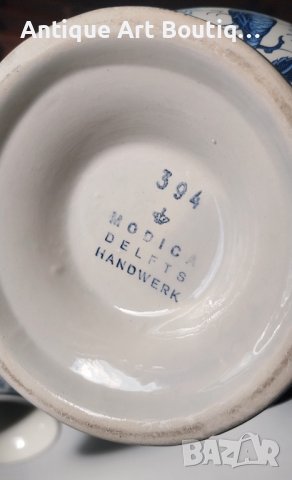 Antique Art Boutiq...
394
MODICA
DELFTS
HANDWERK
BAZAR